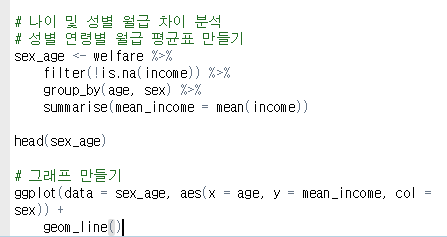 # 나이 및 성별 월급 차이 분석
# 성별 연령별 월급 평균표 만들기
sex_age <- welfare %>%
    filter(!is.na(income)) %>%
    group_by(age, sex) %>%
    summarise(mean_income = mean(income))
head(sex_age)
# 그래프 만들기
ggplot(data = sex_age, aes(x = age, y = mean_income, col =
sex)) +
    geom_line()